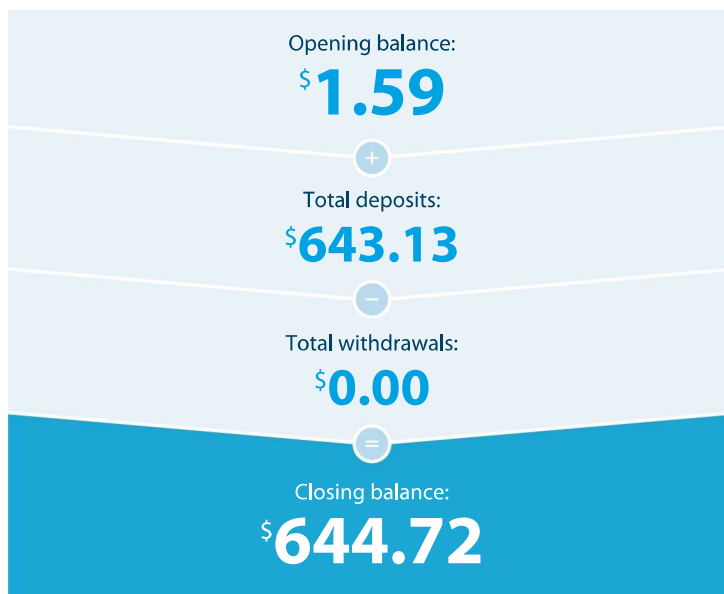 Opening balance:
$1.59
+
Total deposits:
$643.13
−
Total withdrawals:
$0.00
=
Closing balance:
$644.72